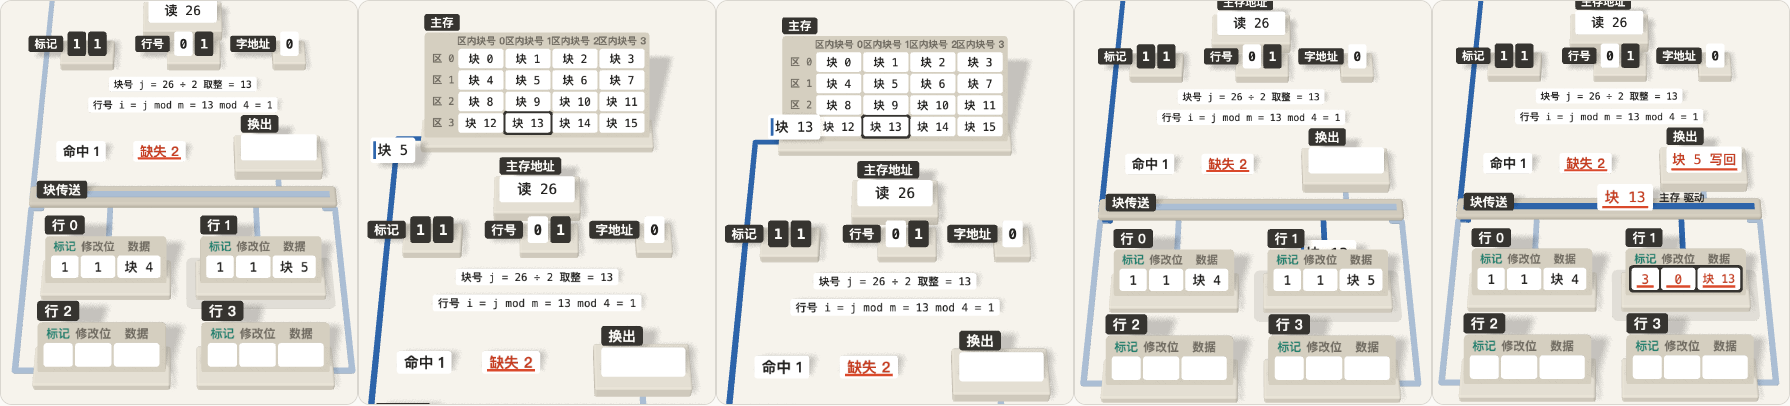 读 26
标记 1 1 行号 0 1 字地址 0
块号 j = 26 ÷ 2 取整 = 13
行号 i = j mod m = 13 mod 4 = 1
换出
命中 1 缺失 2
块传送
行 0 行 1
标记 修改位 数据 标记 修改位 数据
1 1 块 4 1 1 块 5
行 2 行 3
标记 修改位 数据 标记 修改位 数据
主存
区内块号 0 区内块号 1 区内块号 2 区内块号 3
区 0 块 0 块 1 块 2 块 3
区 1 块 4 块 5 块 6 块 7
区 2 块 8 块 9 块 10 块 11
区 3 块 12 块 13 块 14 块 15
块 5
主存地址
读 26
标记 1 1 行号 0 1 字地址 0
块号 j = 26 ÷ 2 取整 = 13
行号 i = j mod m = 13 mod 4 = 1
换出
命中 1 缺失 2
主存
区内块号 0 区内块号 1 区内块号 2 区内块号 3
区 0 块 0 块 1 块 2 块 3
区 1 块 4 块 5 块 6 块 7
区 2 块 8 块 9 块 10 块 11
块 13 块 12 块 13 块 14 块 15
主存地址
读 26
标记 1 1 行号 0 1 字地址 0
块号 j = 26 ÷ 2 取整 = 13
行号 i = j mod m = 13 mod 4 = 1
换出
命中 1 缺失 2
主存地址
读 26
标记 1 1 行号 0 1 字地址 0
块号 j = 26 ÷ 2 取整 = 13
行号 i = j mod m = 13 mod 4 = 1
换出
命中 1 缺失 2
块传送
行 0 行 1
标记 修改位 数据 标记 修改位 数据
1 1 块 4 1 1 块 5
行 2 行 3
标记 修改位 数据 标记 修改位 数据
主存地址
读 26
标记 1 1 行号 0 1 字地址 0
块号 j = 26 ÷ 2 取整 = 13
行号 i = j mod m = 13 mod 4 = 1
换出
命中 1 缺失 2 块 5 写回
块传送 块 13 主存 驱动
行 0 行 1
标记 修改位 数据 标记 修改位 数据
1 1 块 4 3 0 块 13
行 2 行 3
标记 修改位 数据 标记 修改位 数据